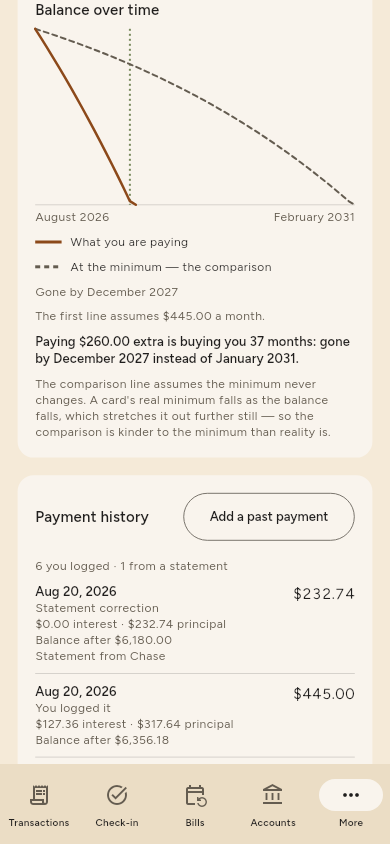 Balance over time
August 2026
February 2031
What you are paying
At the minimum — the comparison
Gone by December 2027
The first line assumes $445.00 a month.
Paying $260.00 extra is buying you 37 months: gone
by December 2027 instead of January 2031.
The comparison line assumes the minimum never
changes. A card's real minimum falls as the balance
falls, which stretches it out further still — so the
comparison is kinder to the minimum than reality is.
Payment history
Add a past payment
6 you logged · 1 from a statement
Aug 20, 2026
$232.74
Statement correction
$0.00 interest · $232.74 principal
Balance after $6,180.00
Statement from Chase
Aug 20, 2026
$445.00
You logged it
$127.36 interest · $317.64 principal
Balance after $6,356.18
Transactions
Check-in
Bills
Accounts
More